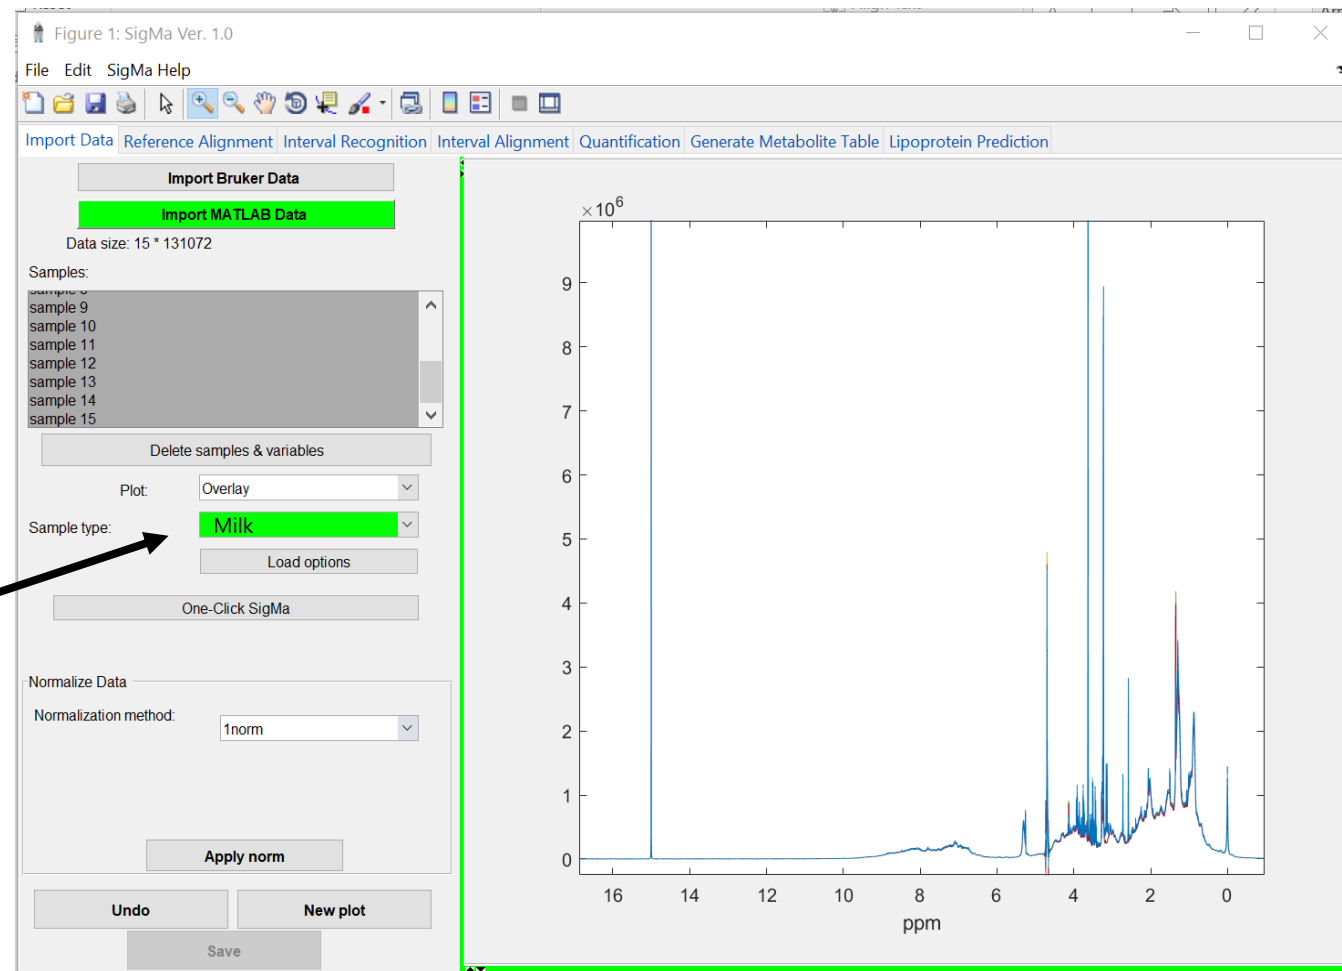 Figure 1: SigMa Ver. 1.0
File Edit SigMa Help
Import Data Reference Alignment Interval Recognition Interval Alignment Quantification Generate Metabolite Table Lipoprotein Prediction
Import Bruker Data
Import MATLAB Data
Data size: 15 * 131072
Samples:
sample 9
sample 10
sample 11
sample 12
sample 13
sample 14
sample 15
Delete samples & variables
Plot: Overlay
Sample type: Milk
Load options
One-Click SigMa
Normalize Data
Normalization method: 1norm
Apply norm
Undo New plot
Save
×10⁶
9
8
7
6
5
4
3
2
1
0
16 14 12 10 8 6 4 2 0
ppm